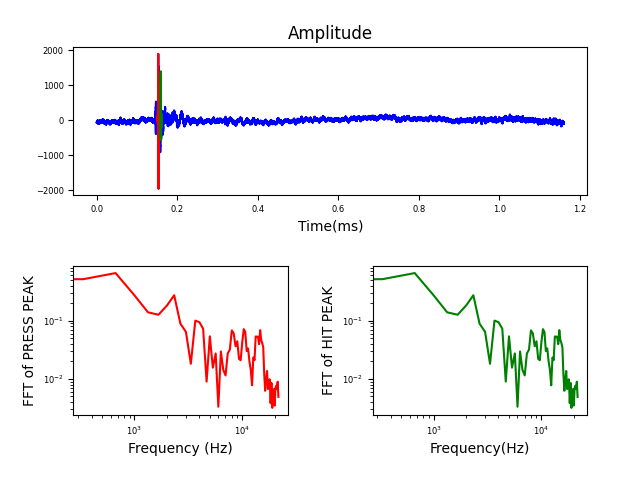 Amplitude
2000
1000
0
−1000
−2000
0.0 0.2 0.4 0.6 0.8 1.0 1.2
Time(ms)
FFT of PRESS PEAK
10⁻¹
10⁻²
10³ 10⁴
Frequency (Hz)
FFT of HIT PEAK
10⁻¹
10⁻²
10³ 10⁴
Frequency(Hz)